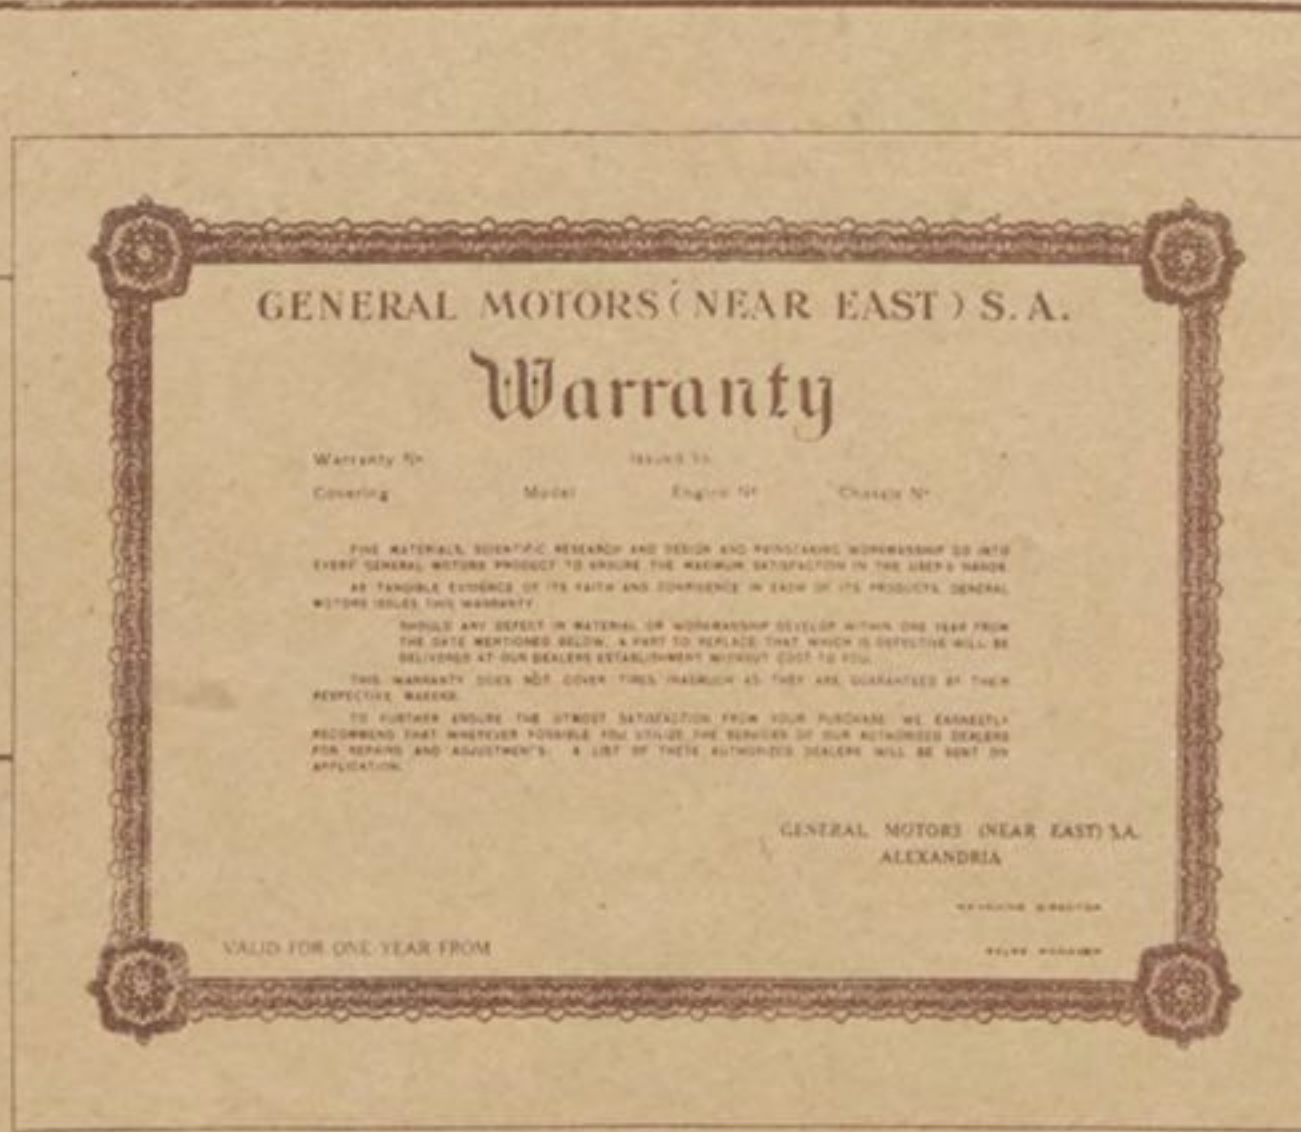 GENERAL MOTORS (NEAR EAST) S.A.
Warranty
Warranty Nº Issued to
Covering Model Engine Nº Chassis Nº
FINE MATERIALS, SCIENTIFIC RESEARCH AND DESIGN AND PAINSTAKING WORKMANSHIP GO INTO
EVERY GENERAL MOTORS PRODUCT TO ENSURE THE MAXIMUM SATISFACTION IN THE USER'S HANDS.
AS TANGIBLE EVIDENCE OF ITS FAITH AND CONFIDENCE IN EACH OF ITS PRODUCTS, GENERAL
MOTORS ISSUES THIS WARRANTY:
SHOULD ANY DEFECT IN MATERIAL OR WORKMANSHIP DEVELOP WITHIN ONE YEAR FROM
THE DATE MENTIONED BELOW, A PART TO REPLACE THAT WHICH IS DEFECTIVE WILL BE
DELIVERED AT OUR DEALERS ESTABLISHMENT WITHOUT COST TO YOU.
THIS WARRANTY DOES NOT COVER TIRES INASMUCH AS THEY ARE GUARANTEED BY THEIR
RESPECTIVE MAKERS.
TO FURTHER ENSURE THE UTMOST SATISFACTION FROM YOUR PURCHASE WE EARNESTLY
RECOMMEND THAT WHEREVER POSSIBLE YOU UTILIZE THE SERVICES OF OUR AUTHORIZED DEALERS
FOR REPAIRS AND ADJUSTMENTS. A LIST OF THESE AUTHORIZED DEALERS WILL BE SENT ON
APPLICATION.
GENERAL MOTORS (NEAR EAST) S.A.
ALEXANDRIA
MANAGING DIRECTOR
VALID FOR ONE YEAR FROM
SALES MANAGER